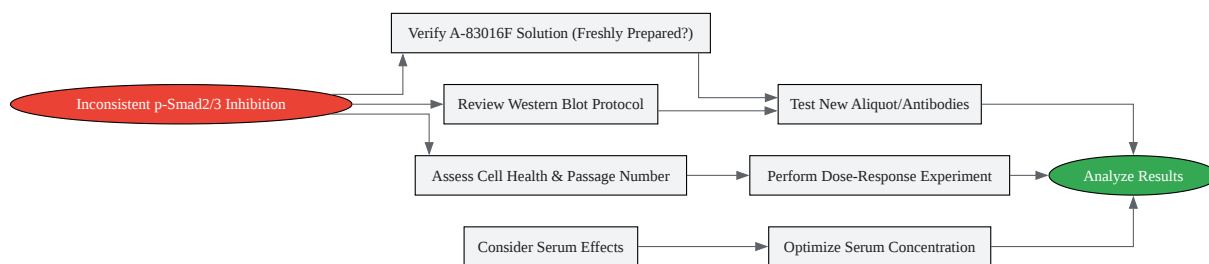 Verify A-83016F Solution (Freshly Prepared?)
Inconsistent p-Smad2/3 Inhibition
Review Western Blot Protocol
Test New Aliquot/Antibodies
Assess Cell Health & Passage Number
Perform Dose-Response Experiment
Analyze Results
Consider Serum Effects
Optimize Serum Concentration